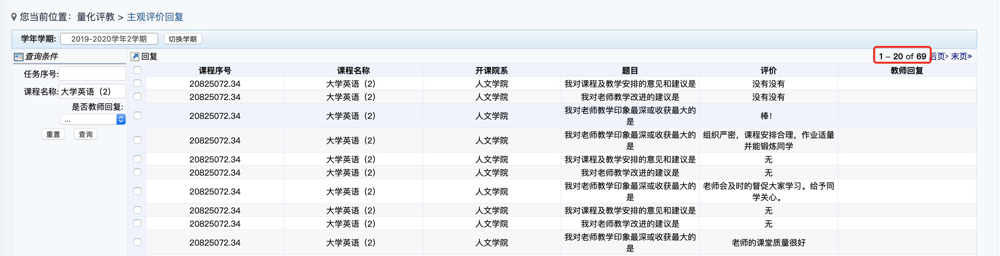 您当前位置：量化评教 > 主观评价回复
学年学期: 2019-2020学年2学期 切换学期
查询条件
任务序号:
课程名称: 大学英语（2）
是否教师回复:
...
重置 查询
回复 1 – 20 of 69 后页› 末页»
课程序号 课程名称 开课院系 题目 评价 教师回复
20825072.34 大学英语（2） 人文学院 我对课程及教学安排的意见和建议是 没有没有
20825072.34 大学英语（2） 人文学院 我对老师教学改进的建议是 没有没有
20825072.34 大学英语（2） 人文学院 我对老师教学印象最深或收获最大的
是 棒！
20825072.34 大学英语（2） 人文学院 我对老师教学印象最深或收获最大的
是 组织严密，课程安排合理，作业适量
并能锻炼同学
20825072.34 大学英语（2） 人文学院 我对课程及教学安排的意见和建议是 无
20825072.34 大学英语（2） 人文学院 我对老师教学改进的建议是 无
20825072.34 大学英语（2） 人文学院 我对老师教学印象最深或收获最大的
是 老师会及时的督促大家学习。给予同
学关心。
20825072.34 大学英语（2） 人文学院 我对课程及教学安排的意见和建议是 无
20825072.34 大学英语（2） 人文学院 我对老师教学改进的建议是 无
20825072.34 大学英语（2） 人文学院 我对老师教学印象最深或收获最大的
是 老师的课堂质量很好